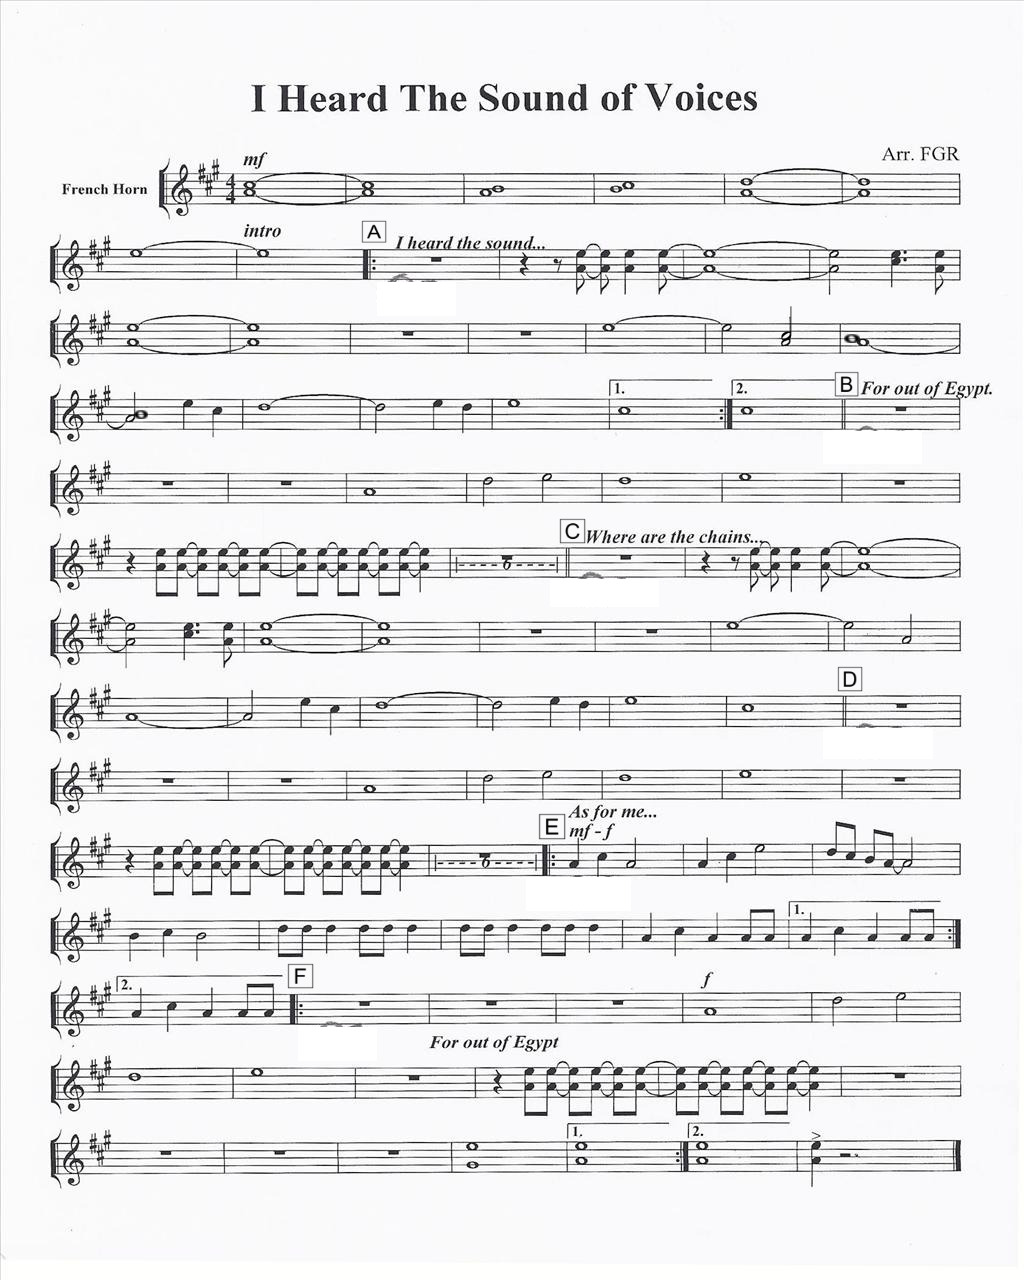 I Heard The Sound of Voices
Arr. FGR
mf
French Horn
4
4
intro
A
I heard the sound...
1.
2.
B
For out of Egypt.
C
Where are the chains...
6
D
As for me...
E
mf - f
6
1.
2.
F
f
For out of Egypt
1.
2.